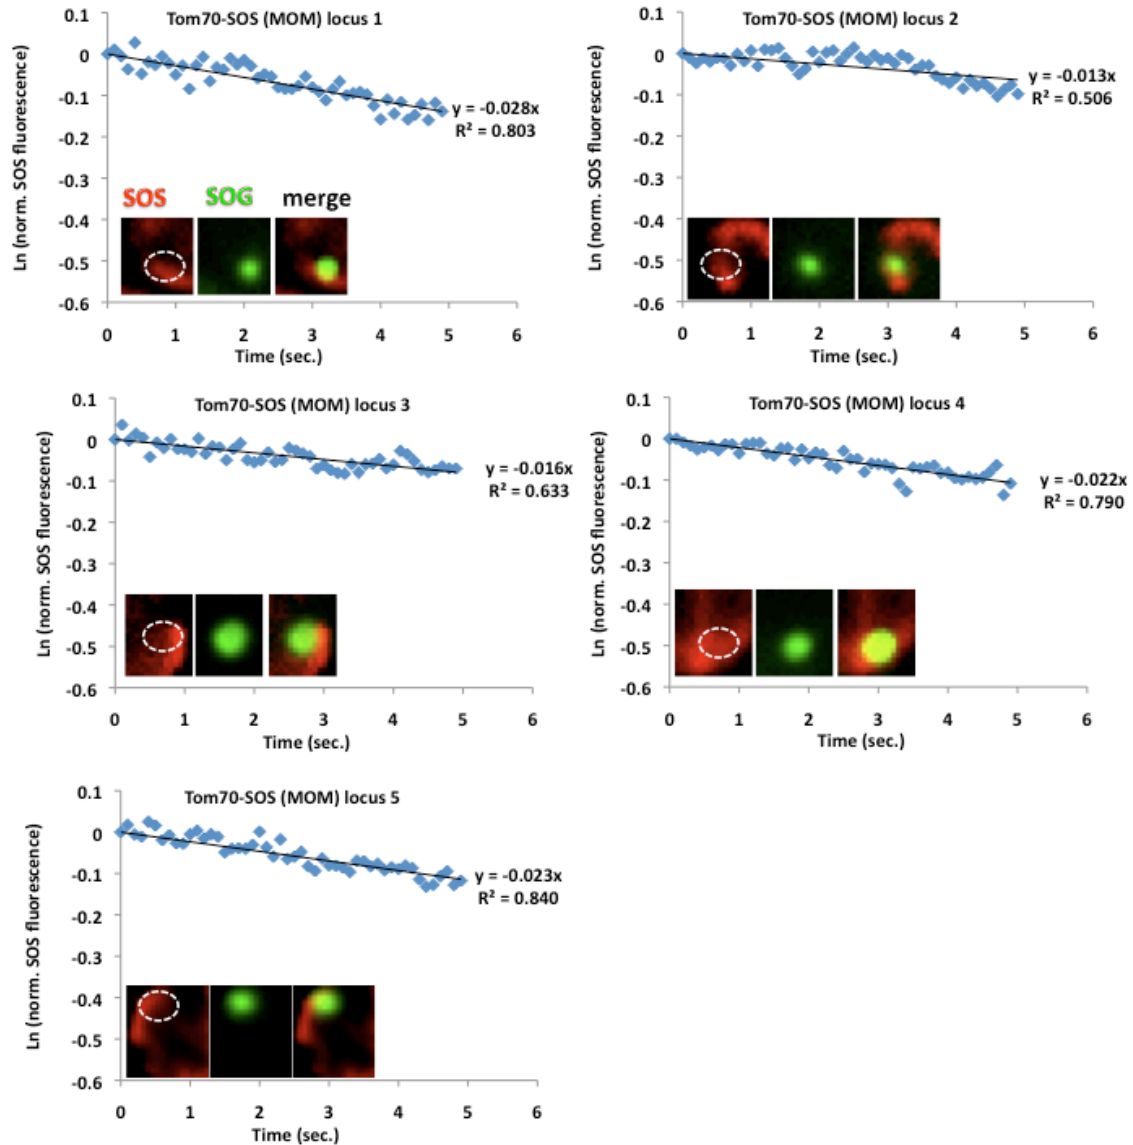 Tom70-SOS (MOM) locus 1
Ln (norm. SOS fluorescence)
0.1
0
-0.1
-0.2
-0.3
-0.4
-0.5
-0.6
y = -0.028x
R² = 0.803
SOS SOG merge
0 1 2 3 4 5 6
Time (sec.)
Tom70-SOS (MOM) locus 2
Ln (norm. SOS fluorescence)
0.1
0
-0.1
-0.2
-0.3
-0.4
-0.5
-0.6
y = -0.013x
R² = 0.506
0 1 2 3 4 5 6
Time (sec.)
Tom70-SOS (MOM) locus 3
Ln (norm. SOS fluorescence)
0.1
0
-0.1
-0.2
-0.3
-0.4
-0.5
-0.6
y = -0.016x
R² = 0.633
0 1 2 3 4 5 6
Time (sec.)
Tom70-SOS (MOM) locus 4
Ln (norm. SOS fluorescence)
0.1
0
-0.1
-0.2
-0.3
-0.4
-0.5
-0.6
y = -0.022x
R² = 0.790
0 1 2 3 4 5 6
Time (sec.)
Tom70-SOS (MOM) locus 5
Ln (norm. SOS fluorescence)
0.1
0
-0.1
-0.2
-0.3
-0.4
-0.5
-0.6
y = -0.023x
R² = 0.840
0 1 2 3 4 5 6
Time (sec.)